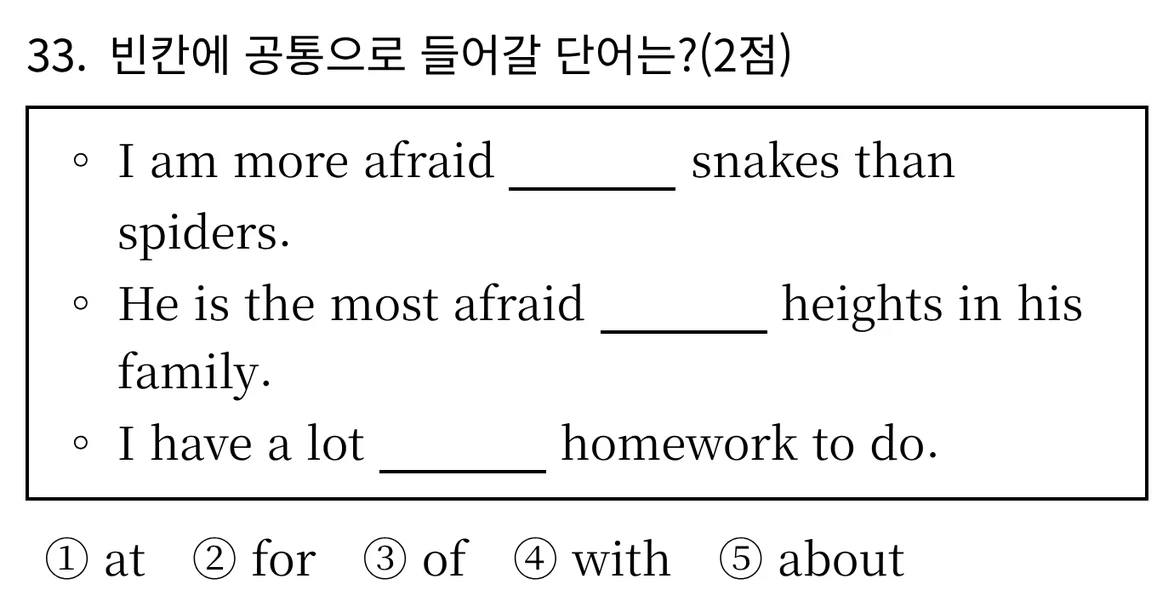 33. 빈칸에 공통으로 들어갈 단어는?(2점)
◦ I am more afraid ______ snakes than
spiders.
◦ He is the most afraid ______ heights in his
family.
◦ I have a lot ______ homework to do.
① at ② for ③ of ④ with ⑤ about